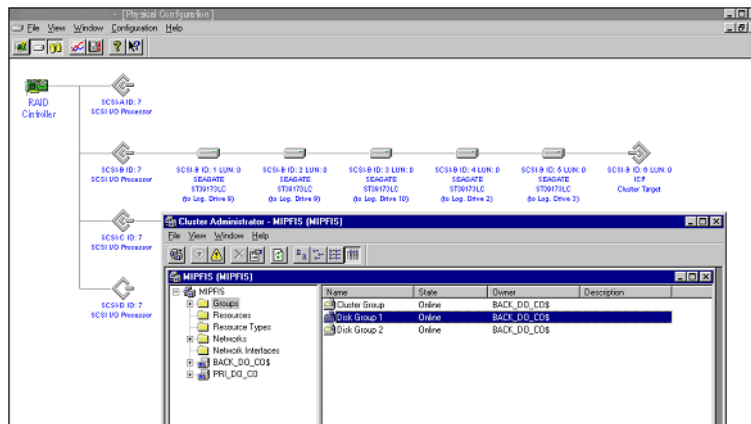 - [Physical Configuration]
File View Window Configuration Help
RAID
Controller
SCSI-A ID: 7
SCSI I/O Processor
SCSI-B ID: 7
SCSI I/O Processor
SCSI-B ID: 1 LUN: 0
SEAGATE
ST39173LC
(to Log. Drive 9)
SCSI-B ID: 2 LUN: 0
SEAGATE
ST39173LC
(to Log. Drive 9)
SCSI-B ID: 3 LUN: 0
SEAGATE
ST39173LC
(to Log. Drive 10)
SCSI-B ID: 4 LUN: 0
SEAGATE
ST39173LC
(to Log. Drive 2)
SCSI-B ID: 5 LUN: 0
SEAGATE
ST39173LC
(to Log. Drive 2)
SCSI-B ID: 6 LUN: 0
ICP
Cluster Target
SCSI-C ID: 7
SCSI I/O Processor
SCSI-D ID: 7
SCSI I/O Processor
Cluster Administrator - MIPFIS (MIPFIS)
File View Window Help
MIPFIS (MIPFIS)
MIPFIS
Groups
Resources
Resource Types
Networks
Network Interfaces
BACK_DO_CO$
PRI_DO_CO
Name State Owner Description
Cluster Group Online BACK_DO_CO$
Disk Group 1 Online BACK_DO_CO$
Disk Group 2 Online BACK_DO_CO$